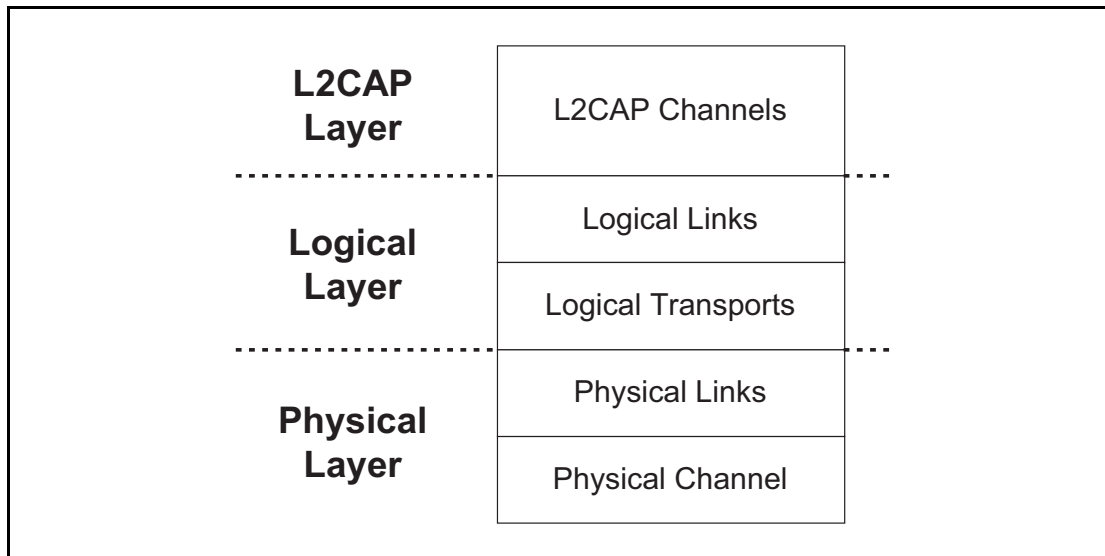 L2CAP
Layer
L2CAP Channels
Logical
Layer
Logical Links
Logical Transports
Physical
Layer
Physical Links
Physical Channel